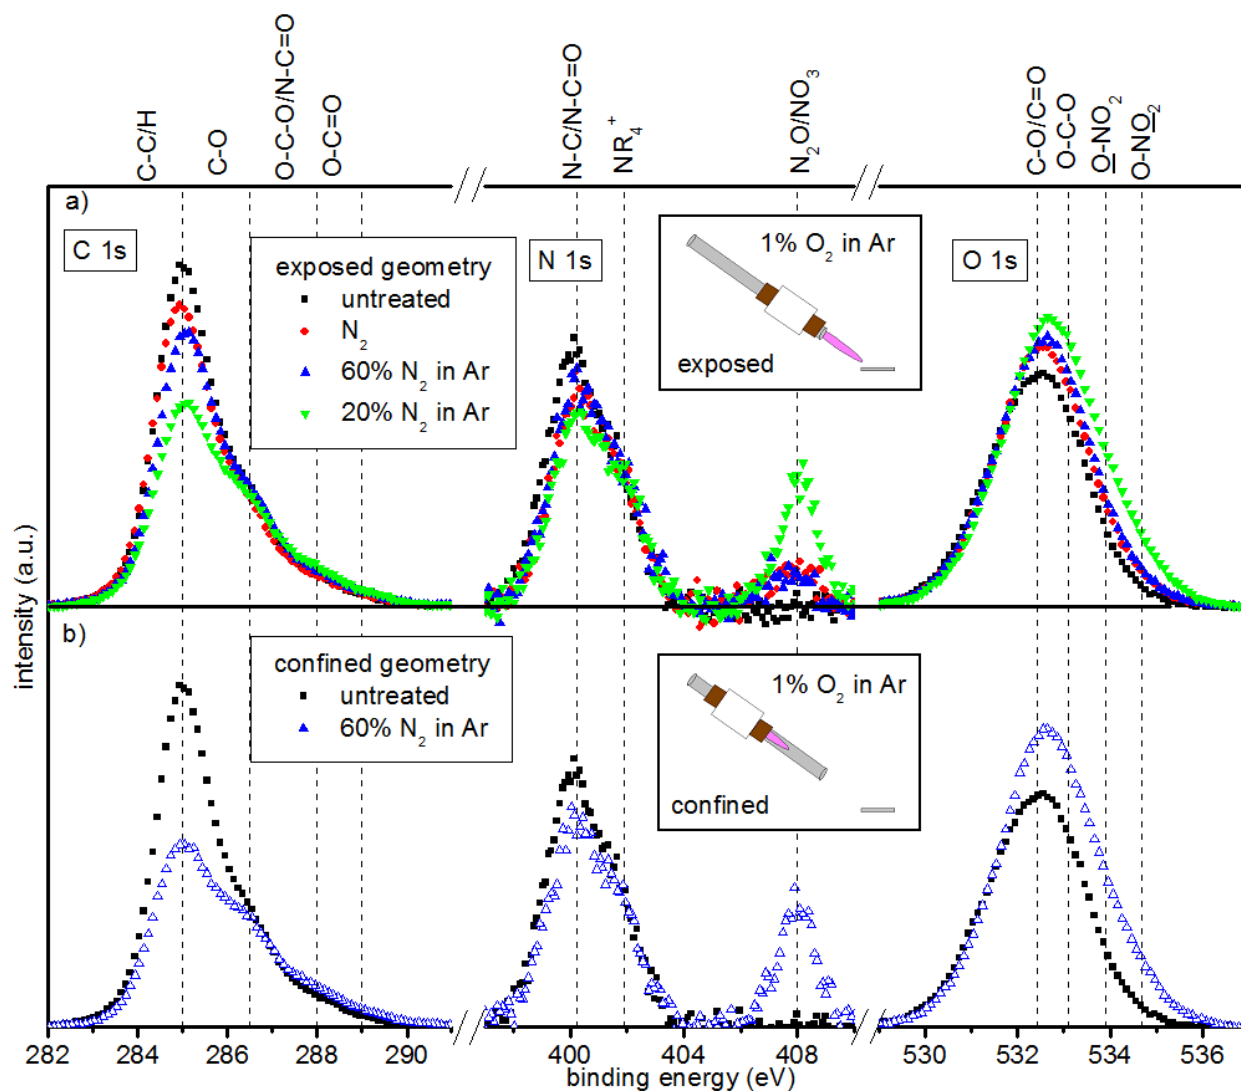 C-C/H
C-O
O-C-O/N-C=O
O-C=O
N-C/N-C=O
NR₄⁺
N₂O/NO₃
C-O/C=O
O-C-O
O-NO₂
O-NO₂
a)
C 1s
exposed geometry
untreated
N₂
60% N₂ in Ar
20% N₂ in Ar
N 1s
1% O₂ in Ar
exposed
O 1s
intensity (a.u.)
b)
confined geometry
untreated
60% N₂ in Ar
1% O₂ in Ar
confined
282 284 286 288 290 400 404 408 530 532 534 536
binding energy (eV)